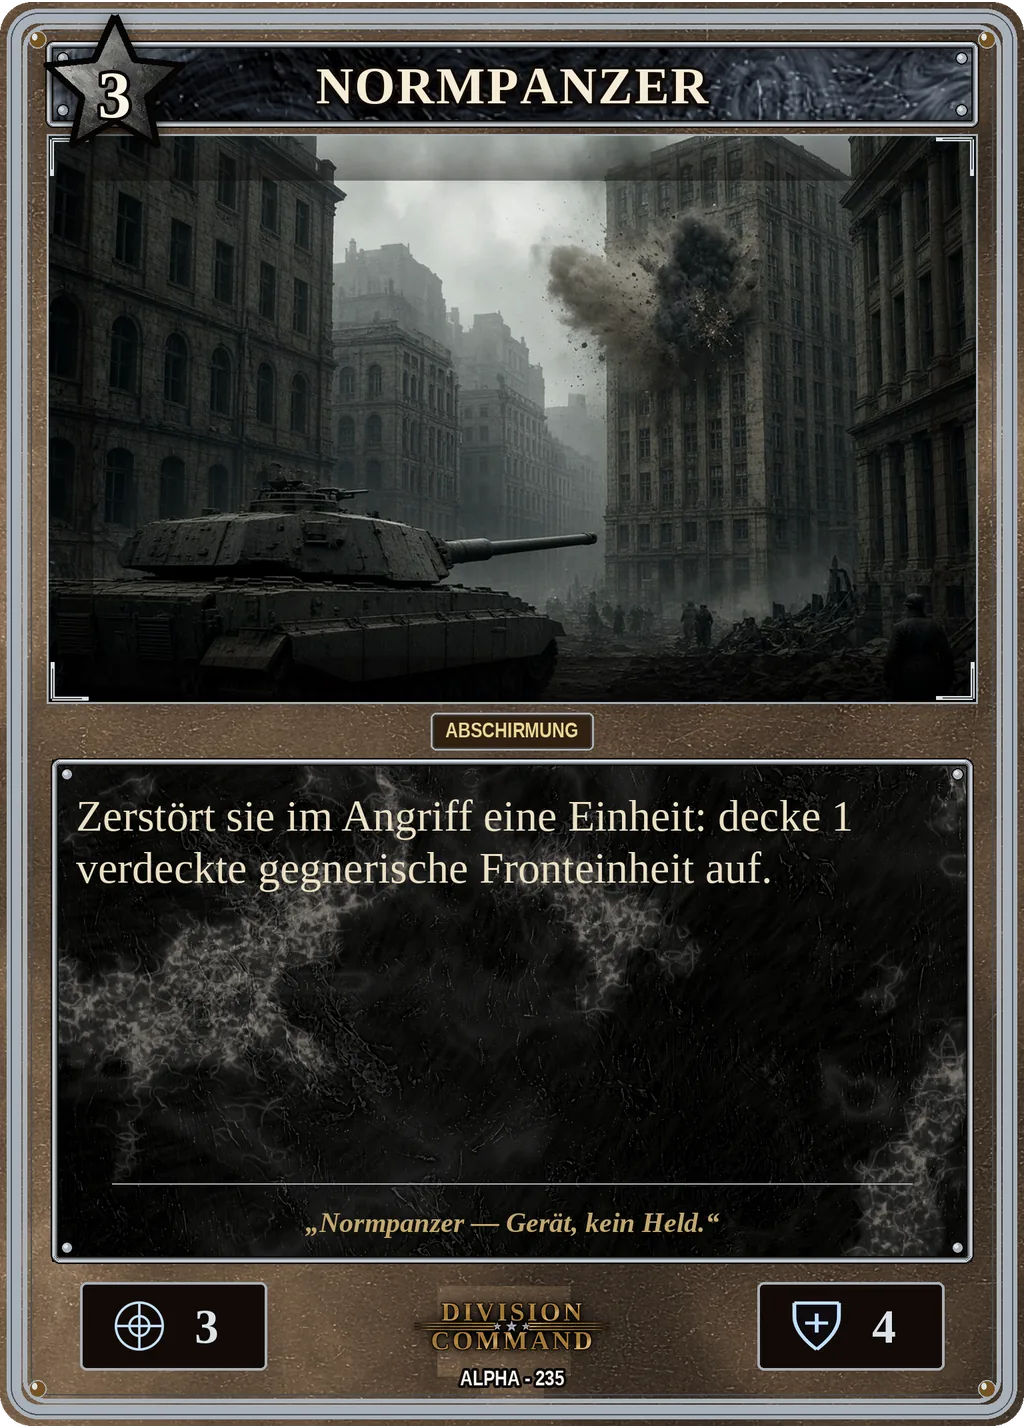 3
NORMPANZER
ABSCHIRMUNG
Zerstört sie im Angriff eine Einheit: decke 1
verdeckte gegnerische Fronteinheit auf.
„Normpanzer — Gerät, kein Held.“
3
DIVISION
COMMAND
4
ALPHA - 235